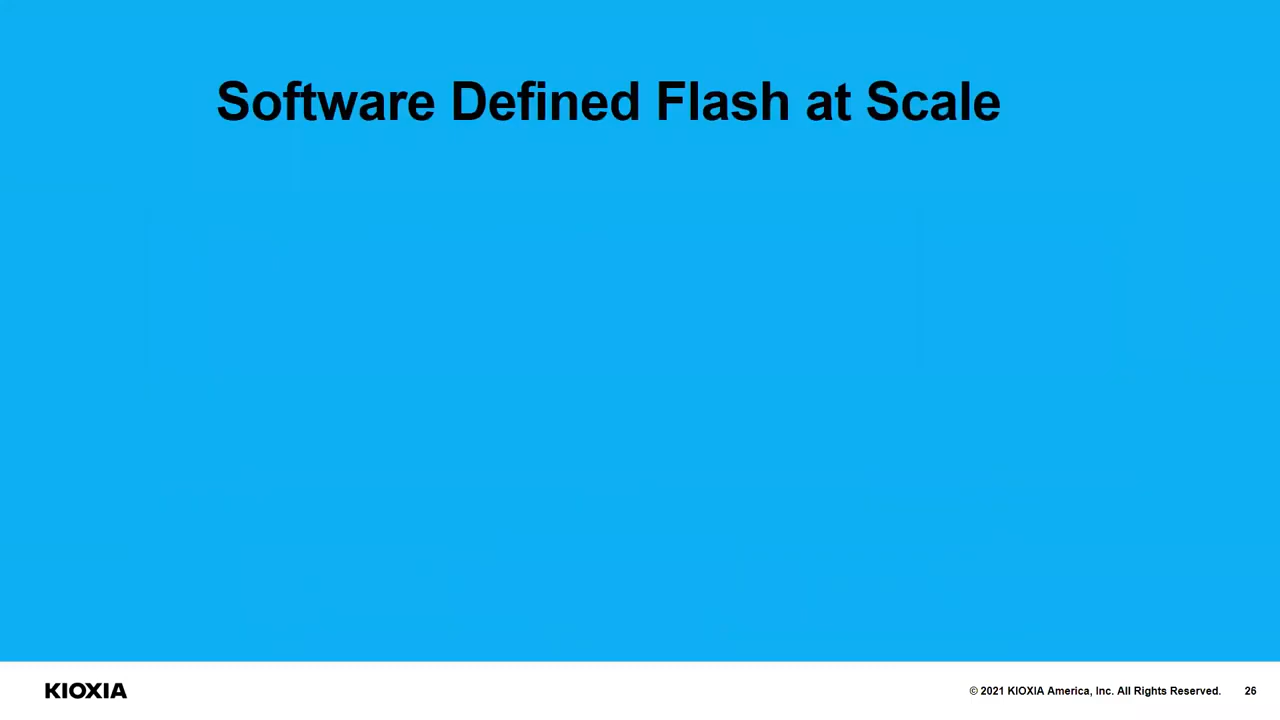 Software Defined Flash at Scale
KIOXIA
© 2021 KIOXIA America, Inc. All Rights Reserved.
26